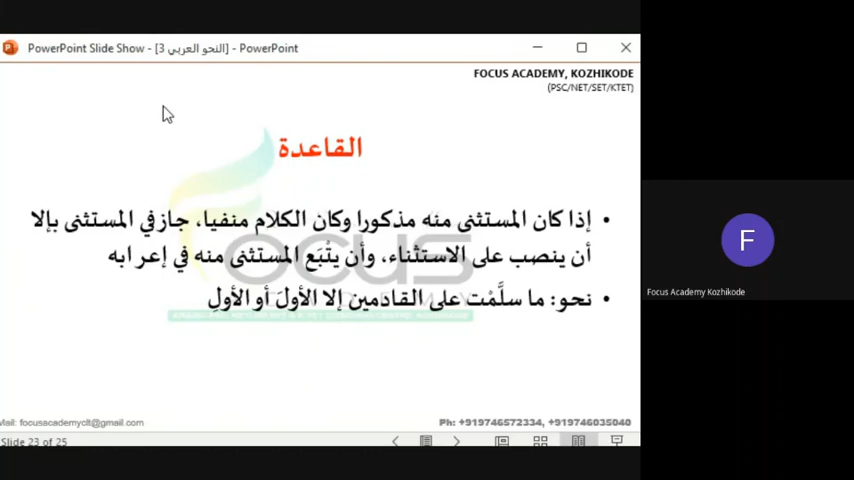 PowerPoint Slide Show - [النحو العربي 3] - PowerPoint
FOCUS ACADEMY, KOZHIKODE
(PSC/NET/SET/KTET)
القاعدة
• إذا كان المستثنى منه مذكورا وكان الكلام منفيا، جاز في المستثنى بإلا
أن ينصب على الاستثناء، وأن يتْبَع المستثنى منه في إعرابه
• نحو: ما سلَّمْت على القادمين إلا الأولَ أو الأولِ
Focus
F
Focus Academy Kozhikode
Mail: focusacademyclt@gmail.com
Ph: +919746572334, +919746035040
Slide 23 of 25